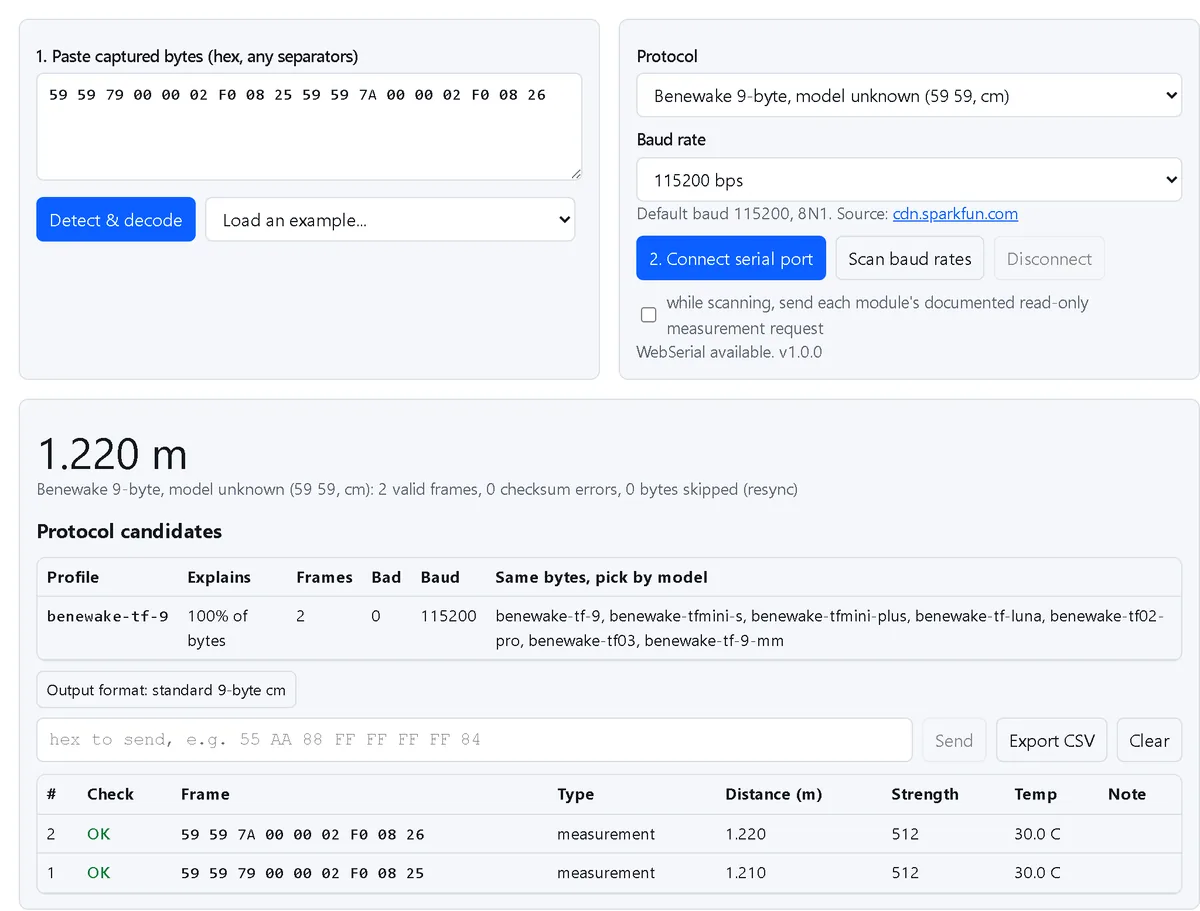 1. Paste captured bytes (hex, any separators)
59 59 79 00 00 02 F0 08 25 59 59 7A 00 00 02 F0 08 26
Detect & decode
Load an example...
Protocol
Benewake 9-byte, model unknown (59 59, cm)
Baud rate
115200 bps
Default baud 115200, 8N1. Source: cdn.sparkfun.com
2. Connect serial port
Scan baud rates
Disconnect
while scanning, send each module's documented read-only
measurement request
WebSerial available. v1.0.0
1.220 m
Benewake 9-byte, model unknown (59 59, cm): 2 valid frames, 0 checksum errors, 0 bytes skipped (resync)
Protocol candidates
Profile Explains Frames Bad Baud Same bytes, pick by model
benewake-tf-9 100% of 2 0 115200 benewake-tf-9, benewake-tfmini-s, benewake-tfmini-plus, benewake-tf-luna, benewake-tf02-
bytes pro, benewake-tf03, benewake-tf-9-mm
Output format: standard 9-byte cm
hex to send, e.g. 55 AA 88 FF FF FF FF 84
Send
Export CSV
Clear
# Check Frame Type Distance (m) Strength Temp Note
2 OK 59 59 7A 00 00 02 F0 08 26 measurement 1.220 512 30.0 C
1 OK 59 59 79 00 00 02 F0 08 25 measurement 1.210 512 30.0 C